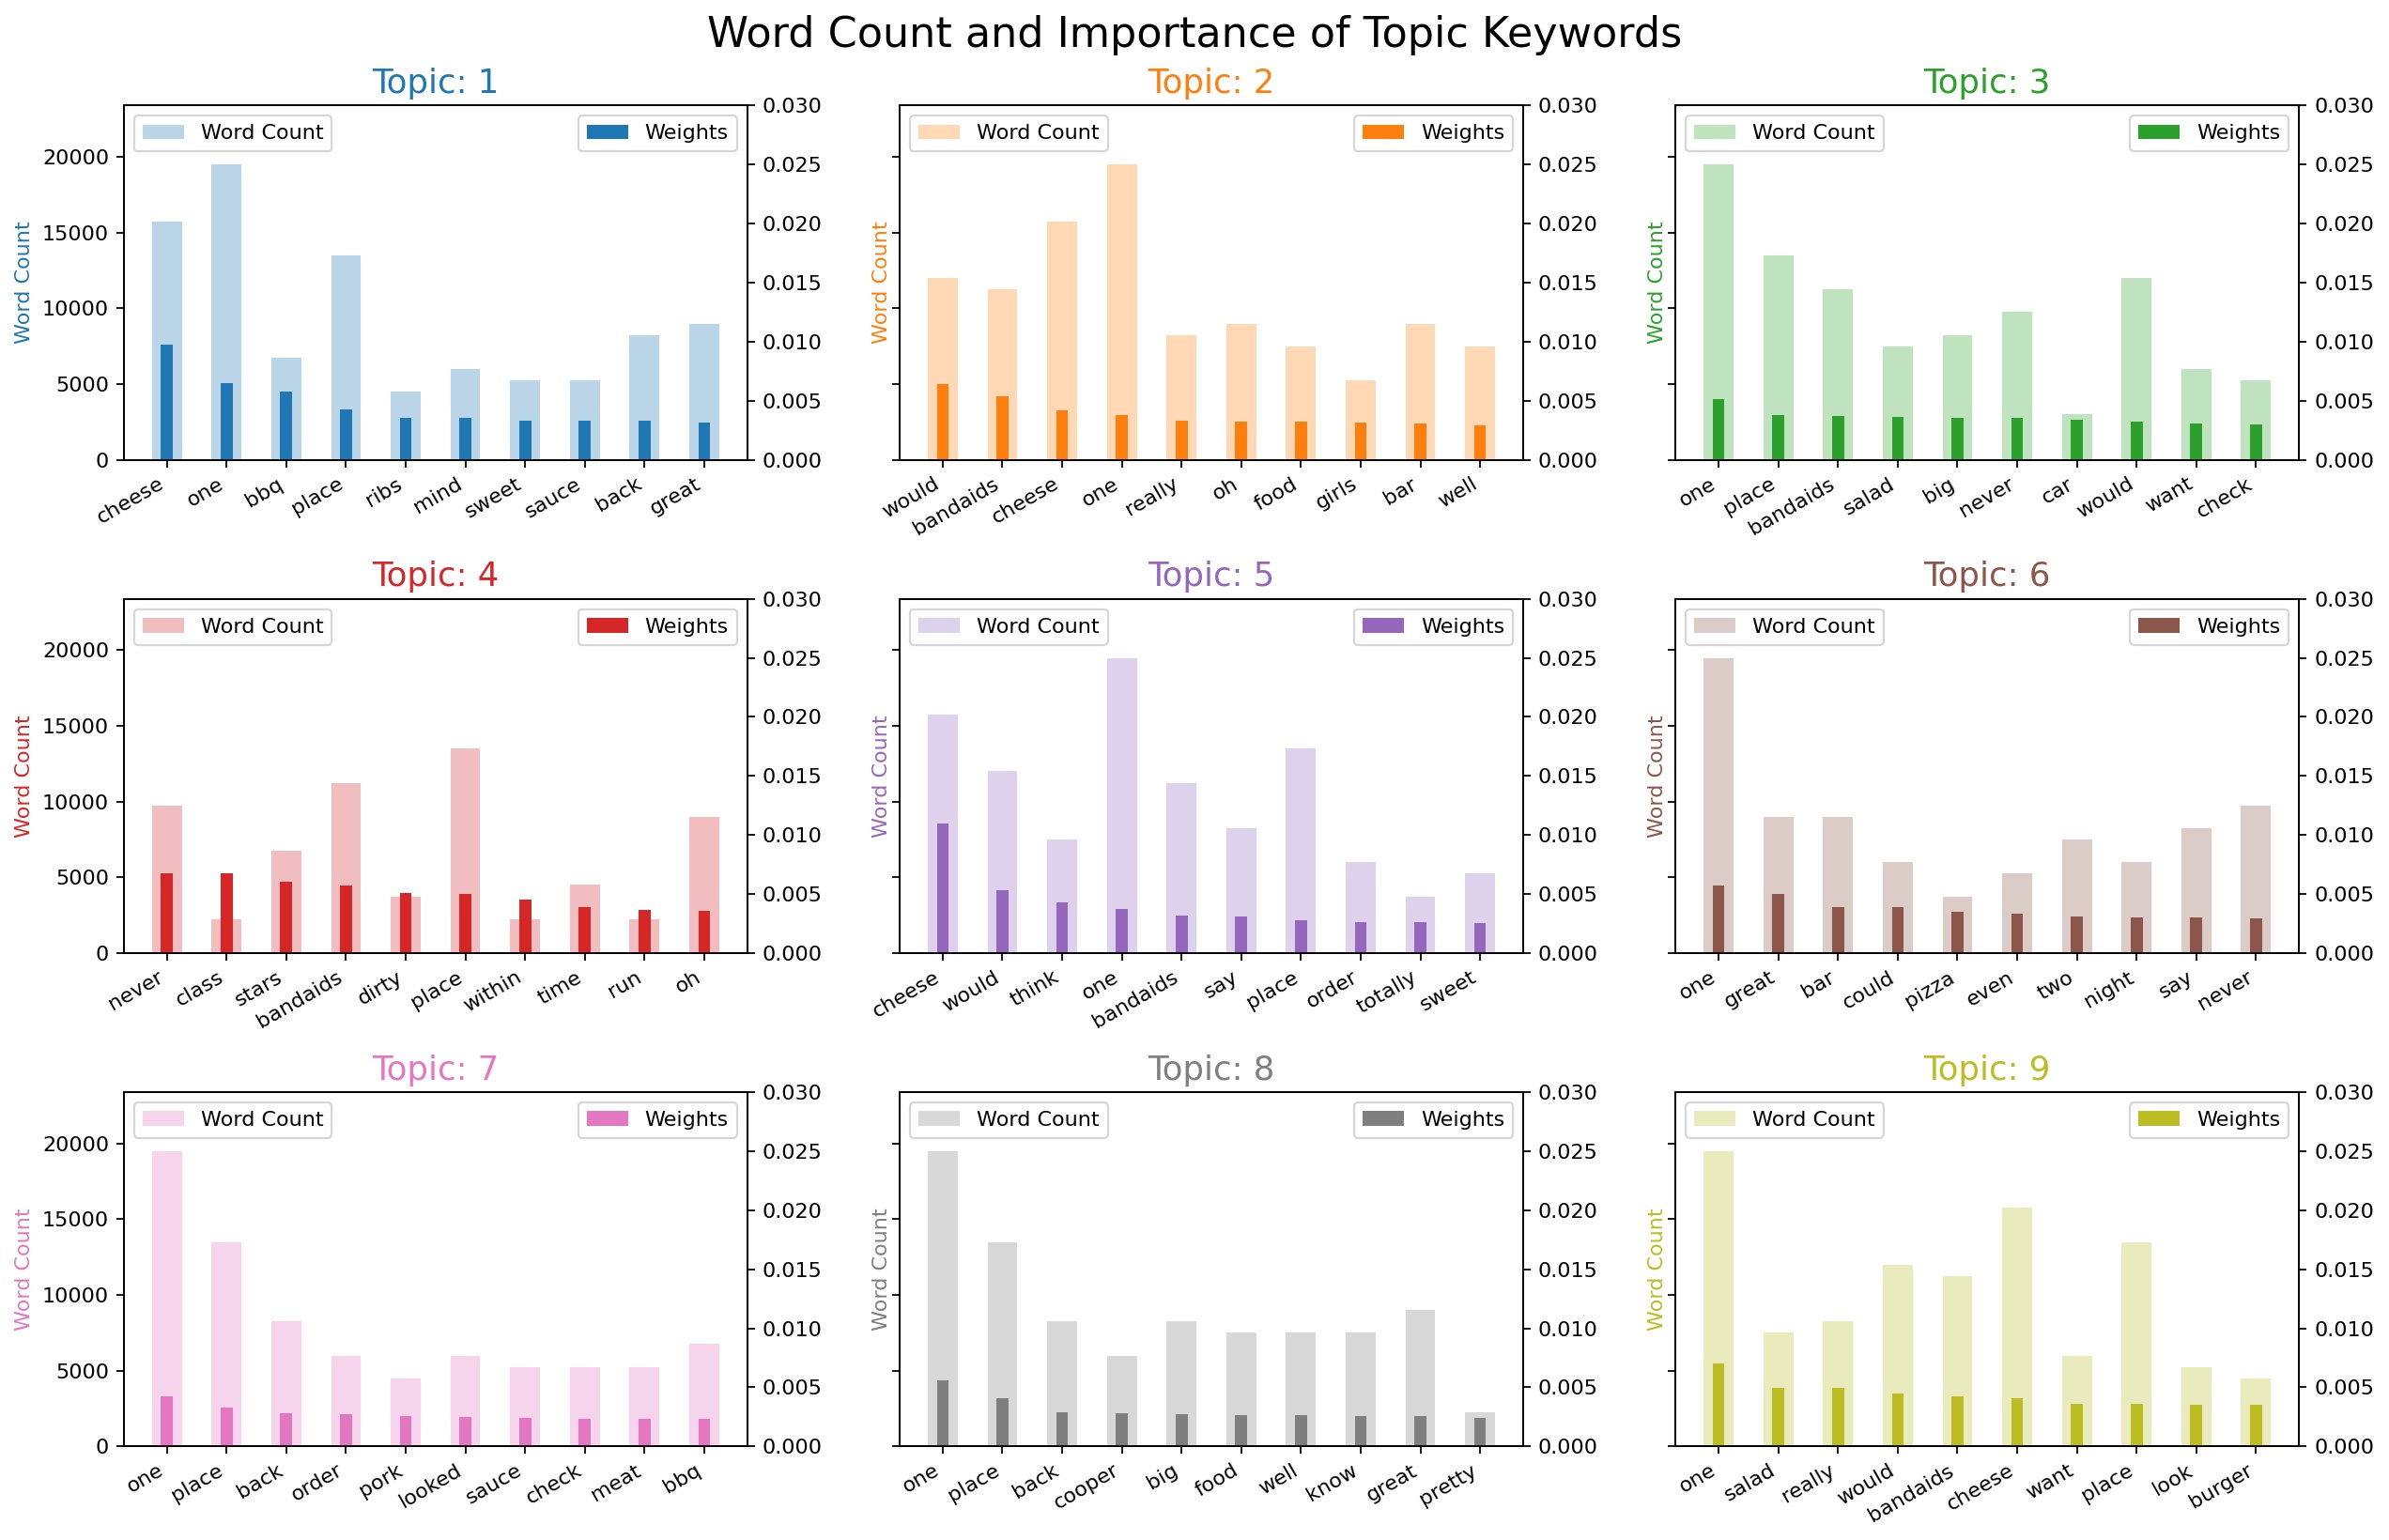 Word Count and Importance of Topic Keywords
Topic: 1
Word Count
Weights
Word Count
20000
15000
10000
5000
0
0.030
0.025
0.020
0.015
0.010
0.005
0.000
cheese one bbq place ribs mind sweet sauce back great
Topic: 2
Word Count
Weights
Word Count
0.030
0.025
0.020
0.015
0.010
0.005
0.000
would bandaids cheese one really oh food girls bar well
Topic: 3
Word Count
Weights
Word Count
0.030
0.025
0.020
0.015
0.010
0.005
0.000
one place bandaids salad big never car would want check
Topic: 4
Word Count
Weights
Word Count
20000
15000
10000
5000
0
0.030
0.025
0.020
0.015
0.010
0.005
0.000
never class stars bandaids dirty place within time run oh
Topic: 5
Word Count
Weights
Word Count
0.030
0.025
0.020
0.015
0.010
0.005
0.000
cheese would think one bandaids say place order totally sweet
Topic: 6
Word Count
Weights
Word Count
0.030
0.025
0.020
0.015
0.010
0.005
0.000
one great bar could pizza even two night say never
Topic: 7
Word Count
Weights
Word Count
20000
15000
10000
5000
0
0.030
0.025
0.020
0.015
0.010
0.005
0.000
one place back order pork looked sauce check meat bbq
Topic: 8
Word Count
Weights
Word Count
0.030
0.025
0.020
0.015
0.010
0.005
0.000
one place back cooper big food well know great pretty
Topic: 9
Word Count
Weights
Word Count
0.030
0.025
0.020
0.015
0.010
0.005
0.000
one salad really would bandaids cheese want place look burger